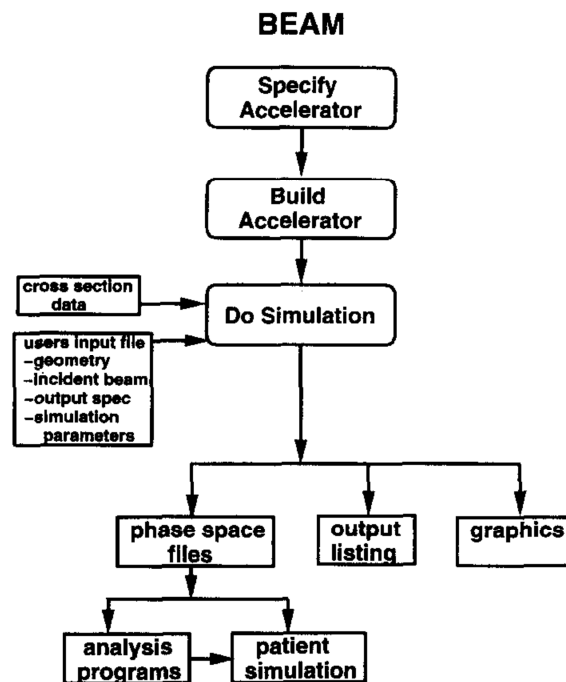 BEAM
Specify
Accelerator
Build
Accelerator
cross section
data
Do Simulation
users input file
-geometry
-incident beam
-output spec
-simulation
parameters
phase space
files
output
listing
graphics
analysis
programs
patient
simulation